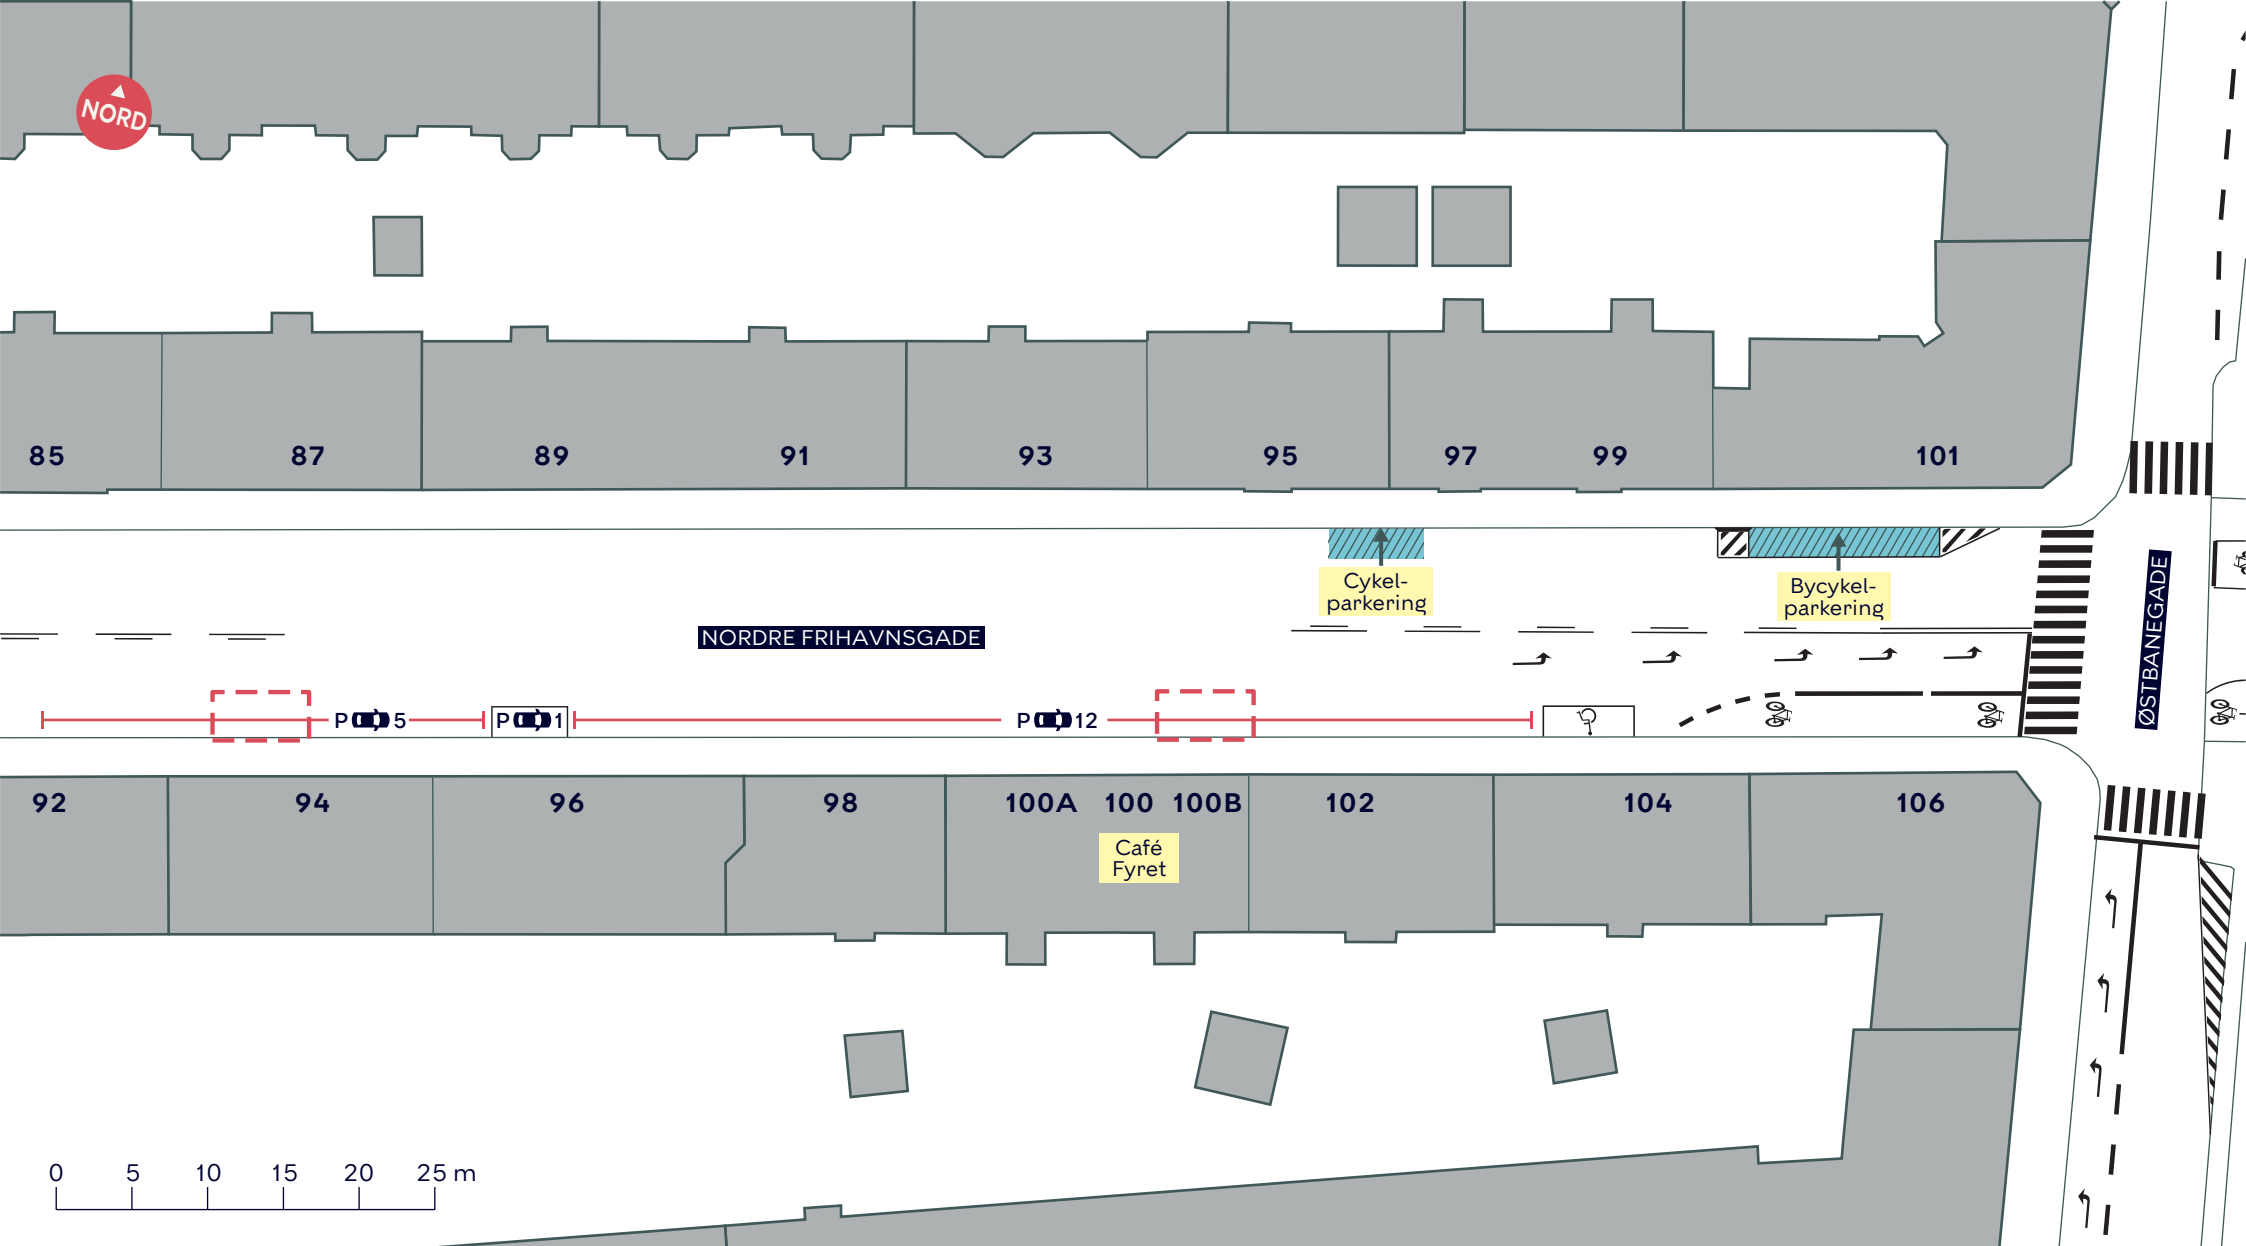 NORD
85 87 89 91 93 95 97 99 101
Cykel-
parkering
Bycykel-
parkering
NORDRE FRIHAVNSGADE
ØSTBANEGADE
P 5
P 1
P 12
92 94 96 98 100A 100 100B 102 104 106
Café
Fyret
0 5 10 15 20 25 m